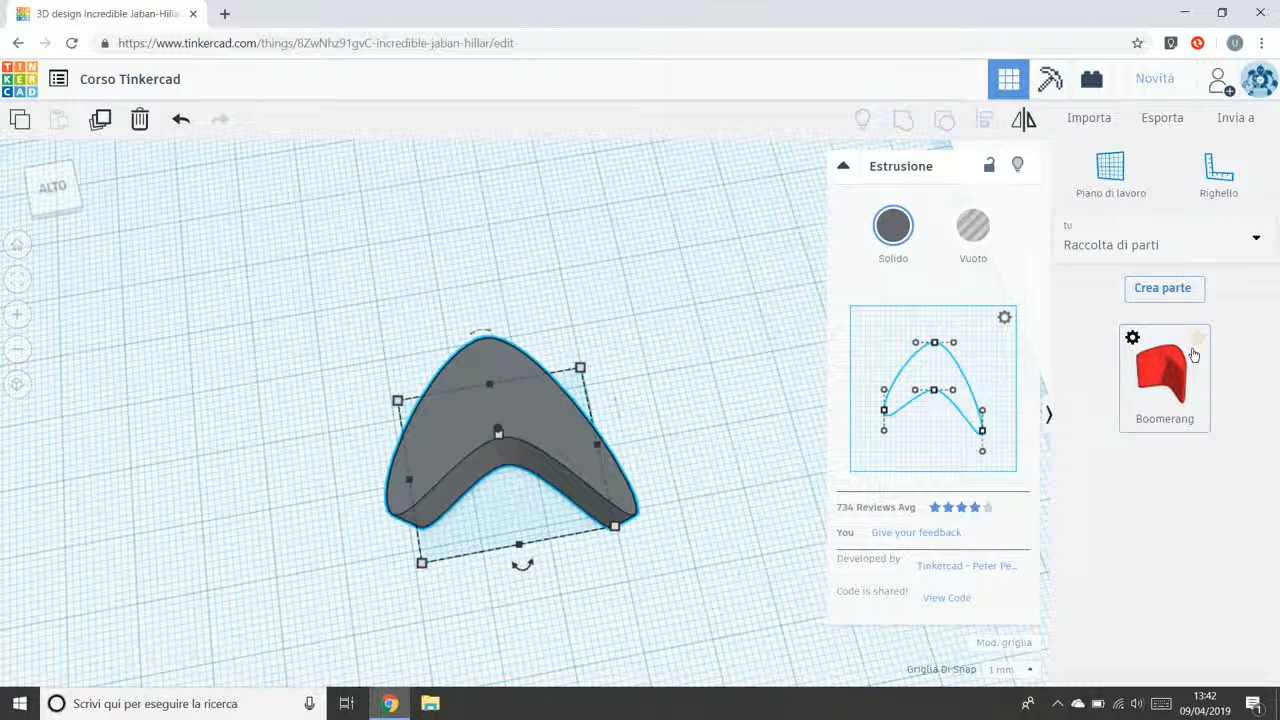 3D design Incredible Jaban-Hilla
https://www.tinkercad.com/things/8ZwNhz91gvC-incredible-jaban-hillar/edit
U
TIN
KER
CAD
Corso Tinkercad
Novità
Importa
Esporta
Invia a
ALTO
Estrusione
Solido
Vuoto
734 Reviews Avg
You
Give your feedback
Developed by
Tinkercad - Peter Pe...
Code is shared!
View Code
Mod. griglia
Griglia Di Snap
1 mm
Piano di lavoro
Righello
tu
Raccolta di parti
Crea parte
Boomerang
Scrivi qui per eseguire la ricerca
13:42
09/04/2019
1